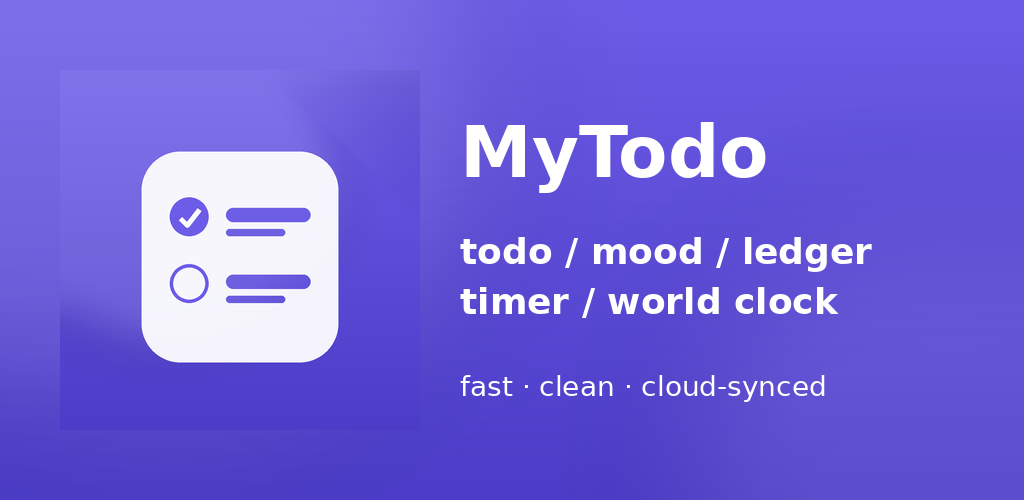 MyTodo
todo / mood / ledger
timer / world clock
fast · clean · cloud-synced